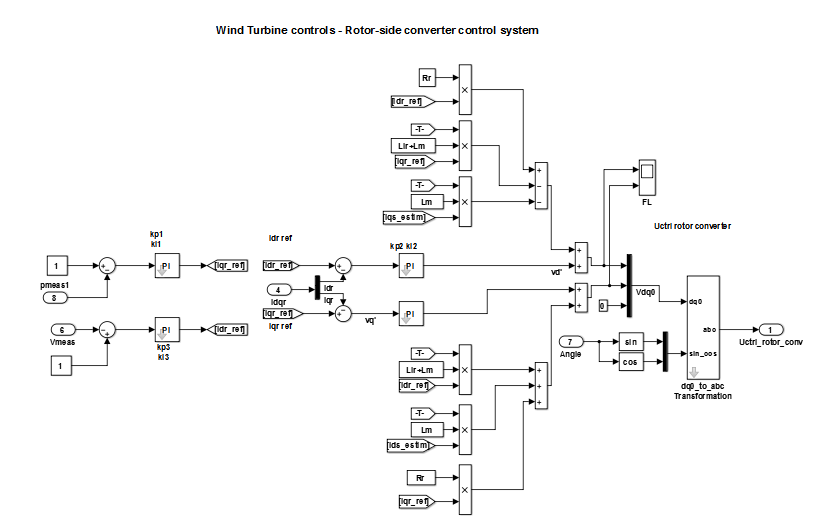 Wind Turbine controls - Rotor-side converter control system
Rr
[Idr_ref]
×
-T-
Llr+Lm
[Iqr_ref]
×
-T-
Lm
[Iqs_estim]
×
+
−
−
FL
Uctrl rotor converter
kp1
ki1
Idr ref
kp2 ki2
1
+
−
PI
[Iqr_ref]
[Idr_ref]
+
−
PI
+
+
vd'
pmeas1
8
4
Idqr
Idr
Iqr
Vdq0
dq0
6
Vmeas
−
+
PI
[Idr_ref]
[Iqr_ref]
Iqr ref
+
−
vq'
PI
+
+
0
abc
1
Uctrl_rotor_conv
1
kp3
ki3
7
Angle
sin
cos
sin_cos
dq0_to_abc
Transformation
-T-
Llr+Lm
[Idr_ref]
×
+
+
+
-T-
Lm
[Ids_estim]
×
Rr
[Iqr_ref]
×